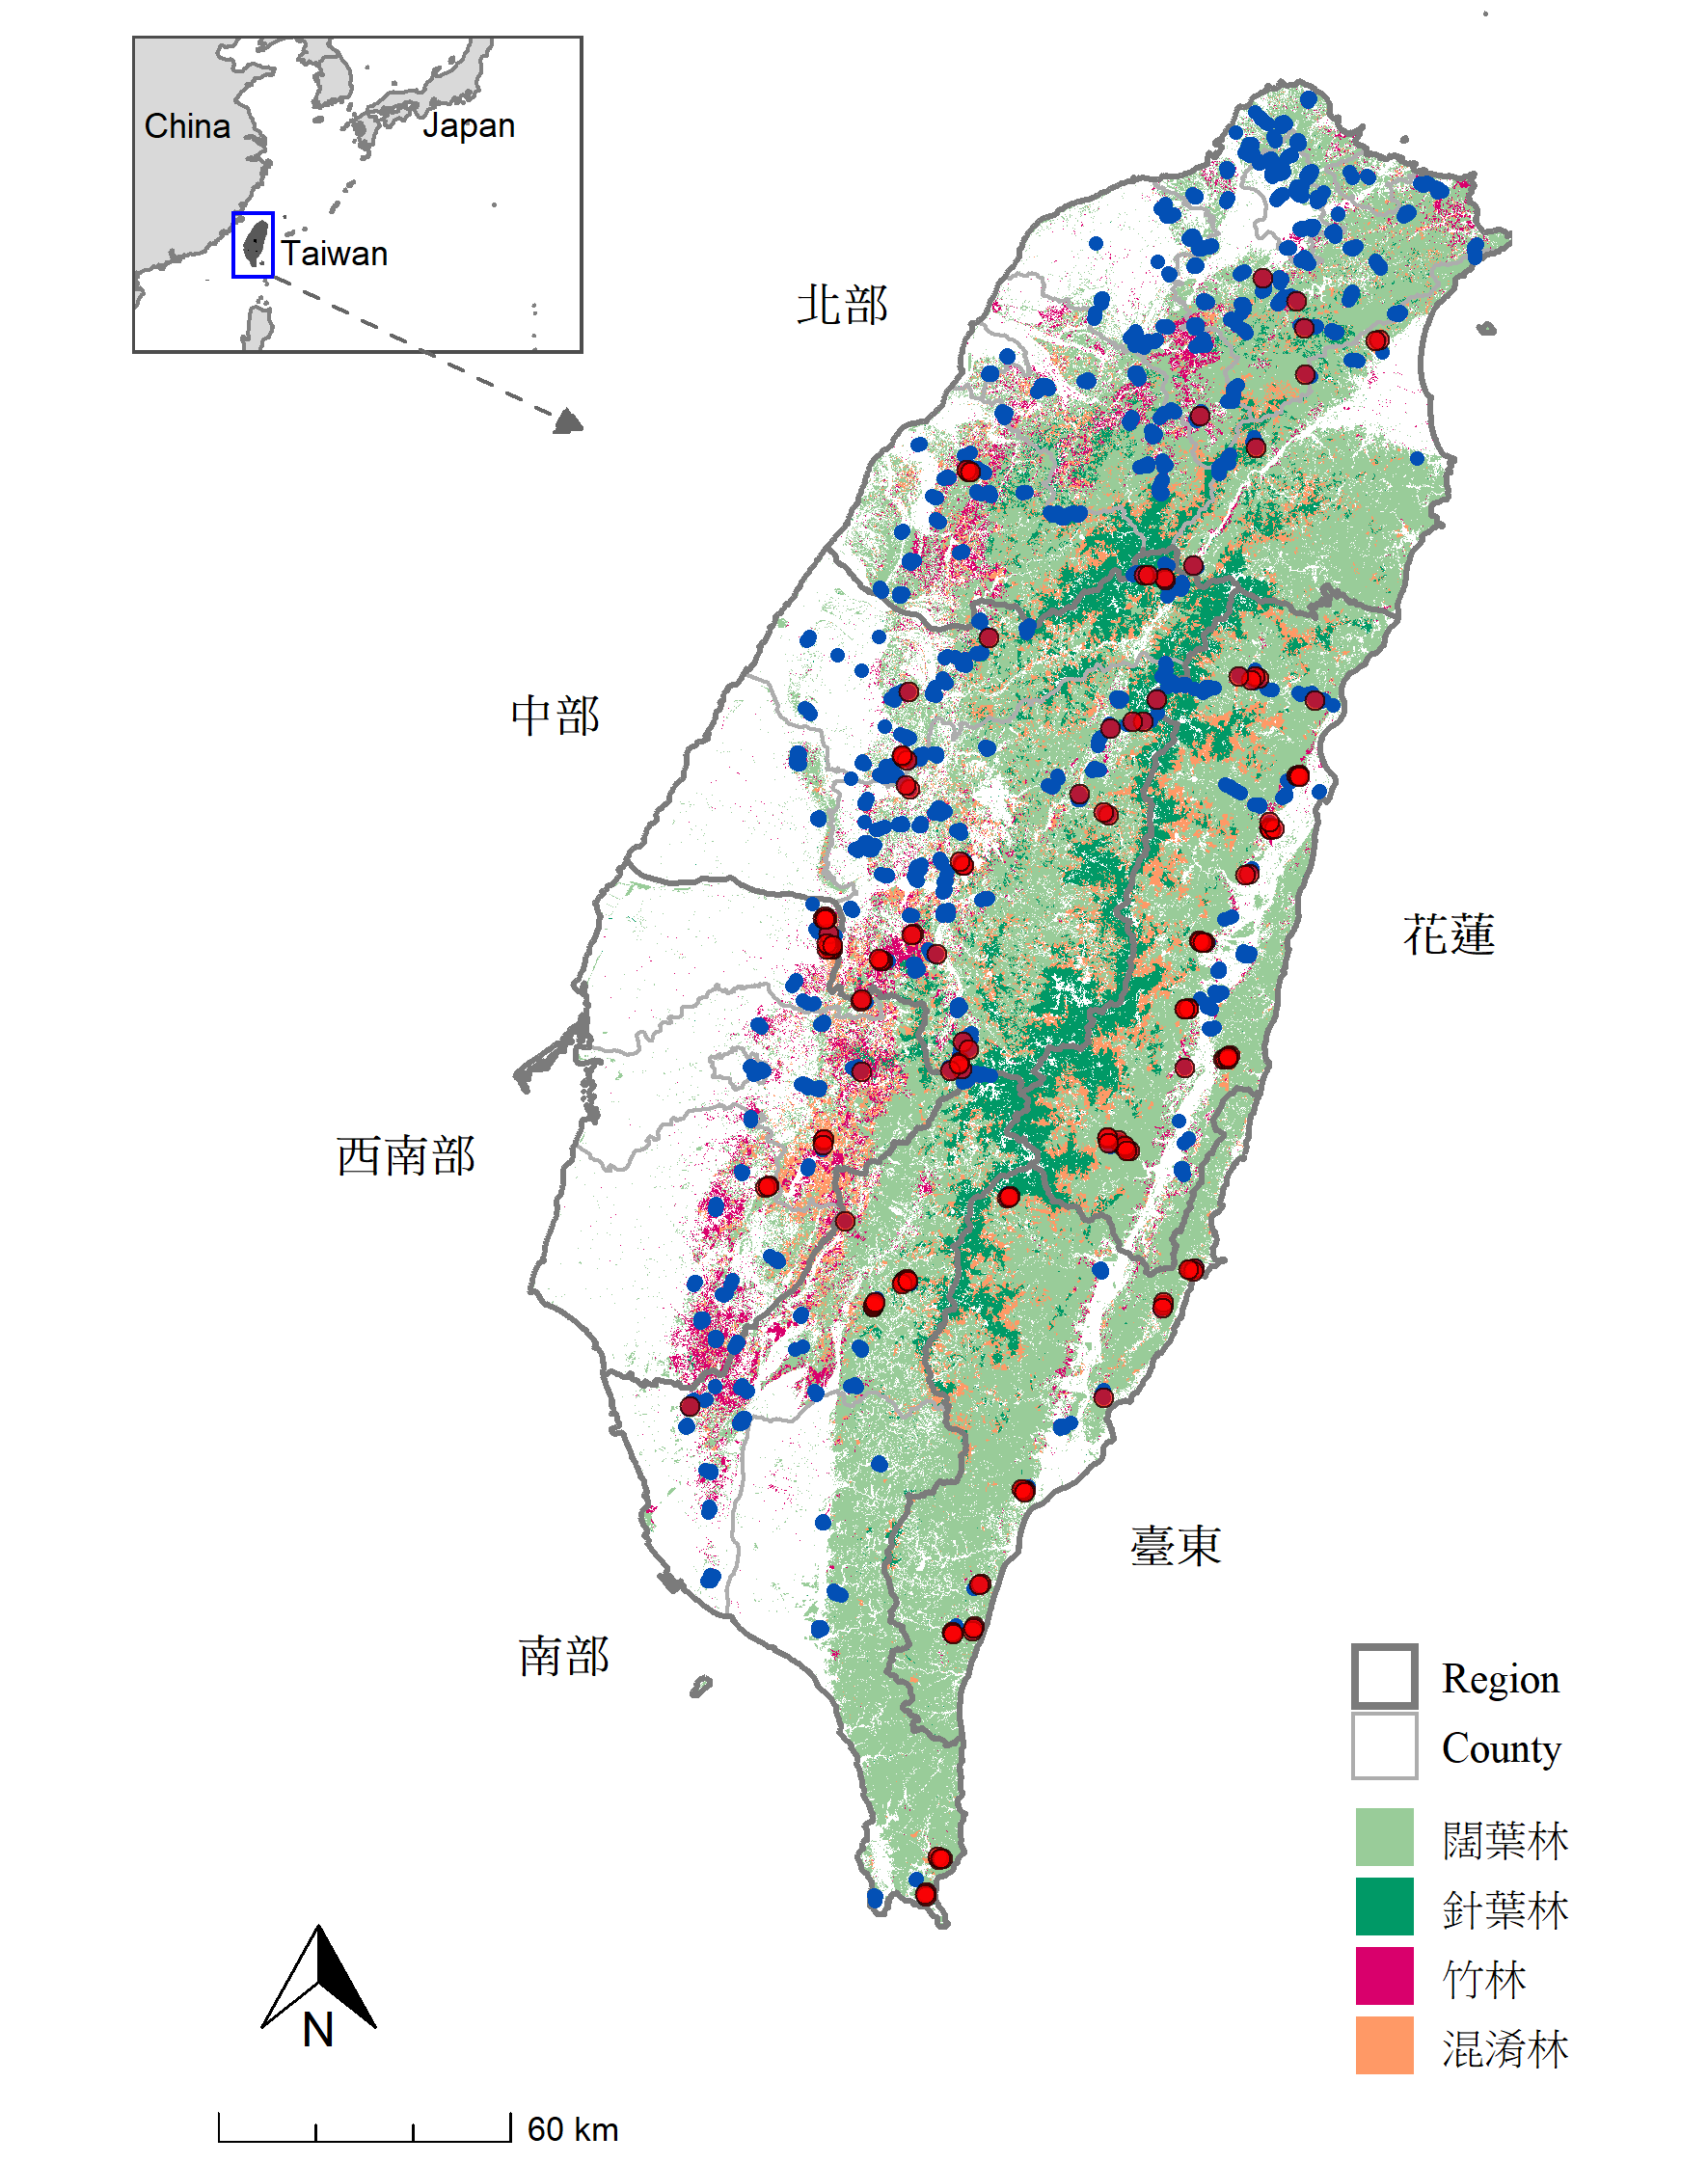 China
Japan
Taiwan
北部
中部
花蓮
西南部
臺東
南部
Region
County
闊葉林
針葉林
竹林
混淆林
N
60 km